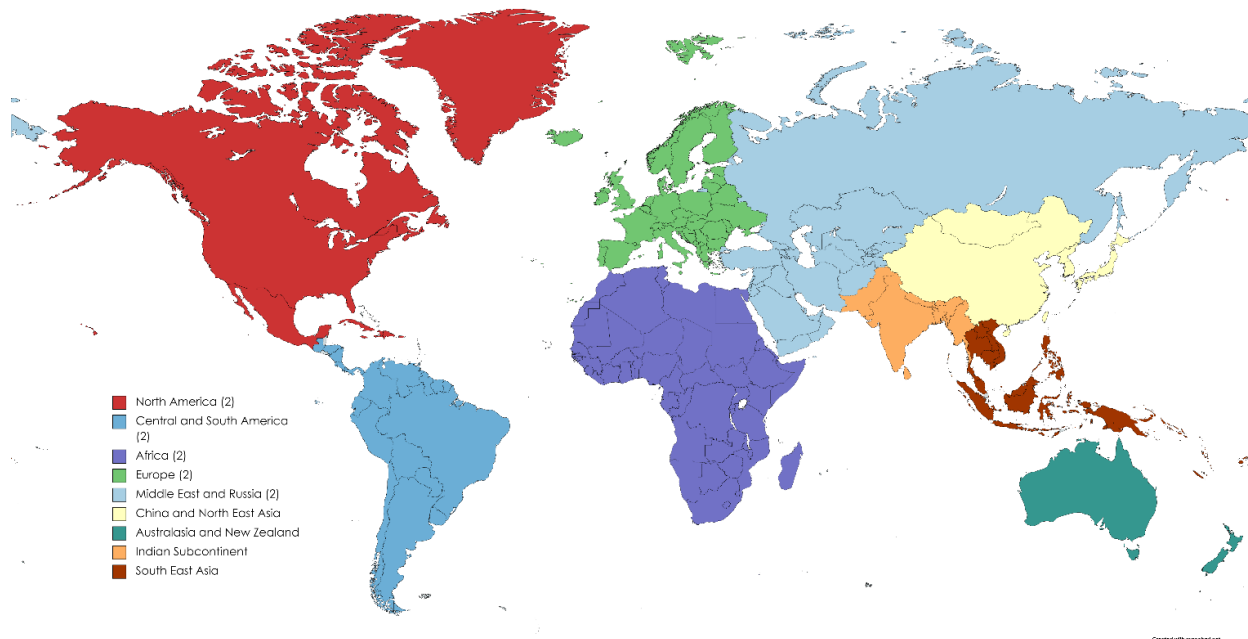 North America (2)
Central and South America
(2)
Africa (2)
Europe (2)
Middle East and Russia (2)
China and North East Asia
Australasia and New Zealand
Indian Subcontinent
South East Asia